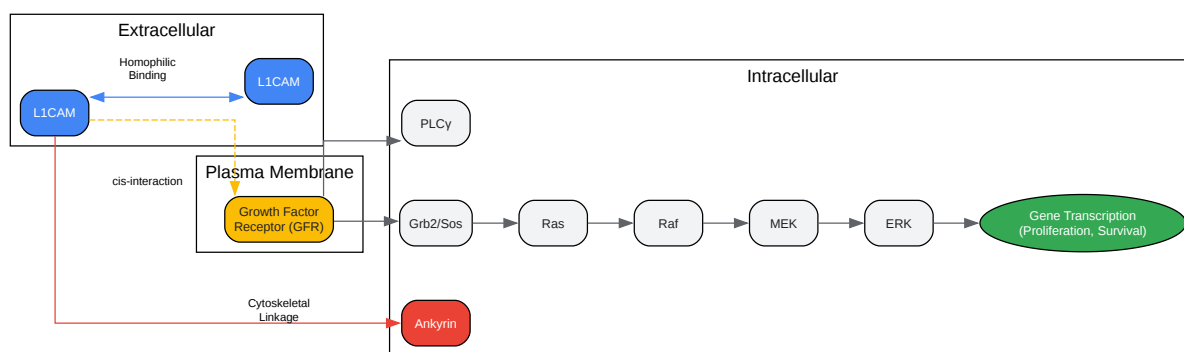 Extracellular
Homophilic
Binding
L1CAM
L1CAM
Intracellular
PLCγ
Plasma Membrane
cis-interaction
Growth Factor
Receptor (GFR)
Grb2/Sos
Ras
Raf
MEK
ERK
Gene Transcription
(Proliferation, Survival)
Cytoskeletal
Linkage
Ankyrin